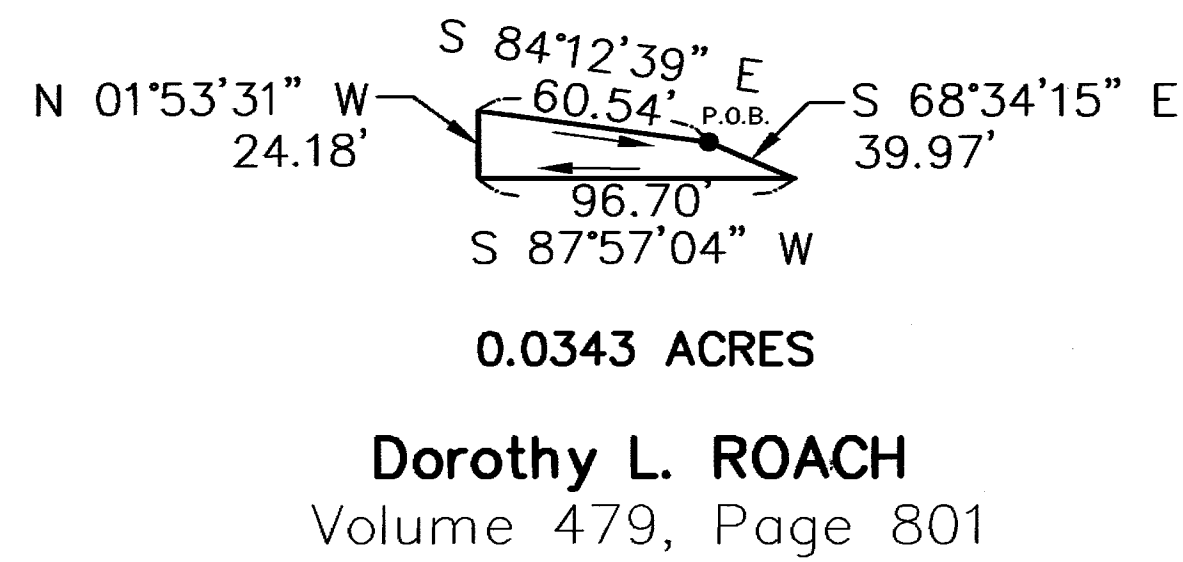 S 84°12'39" E
60.54'
N 01°53'31" W
24.18'
P.O.B.
S 68°34'15" E
39.97'
96.70'
S 87°57'04" W
0.0343 ACRES
Dorothy L. ROACH
Volume 479, Page 801